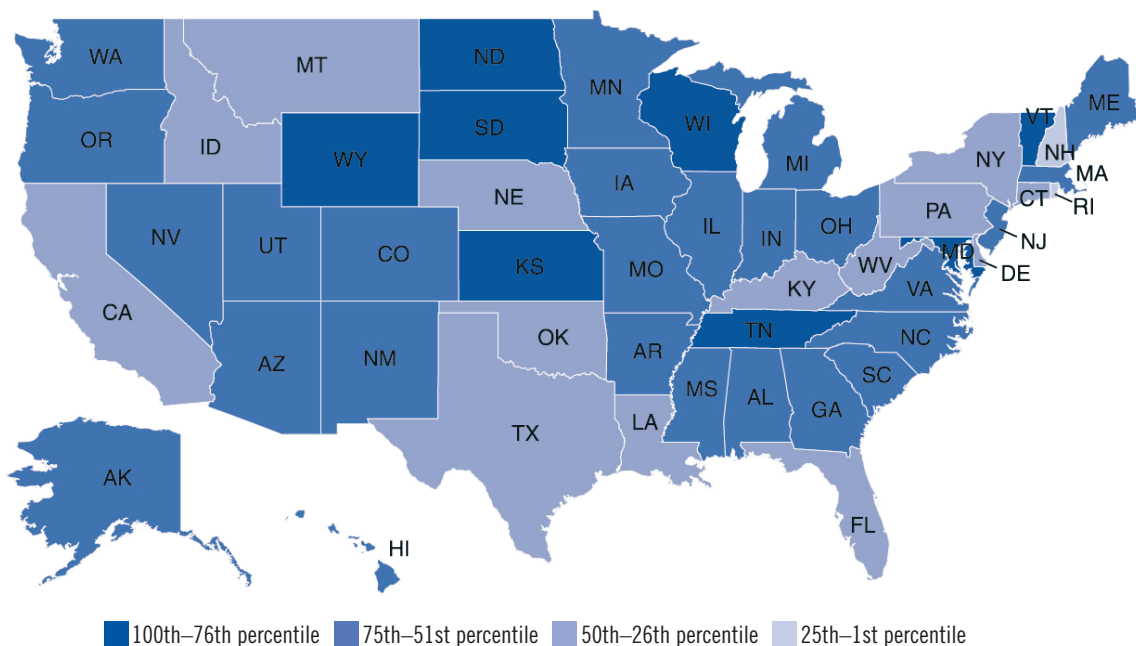 WA
MT
ND
MN
ME
VT
OR
ID
SD
WI
NH
WY
MI
NY
MA
CT
RI
IA
NE
PA
NV
UT
CO
IL
IN
OH
NJ
MD
DE
KS
MO
WV
CA
KY
VA
TN
NC
AZ
NM
OK
AR
SC
MS
AL
GA
LA
TX
AK
FL
HI
100th–76th percentile
75th–51st percentile
50th–26th percentile
25th–1st percentile